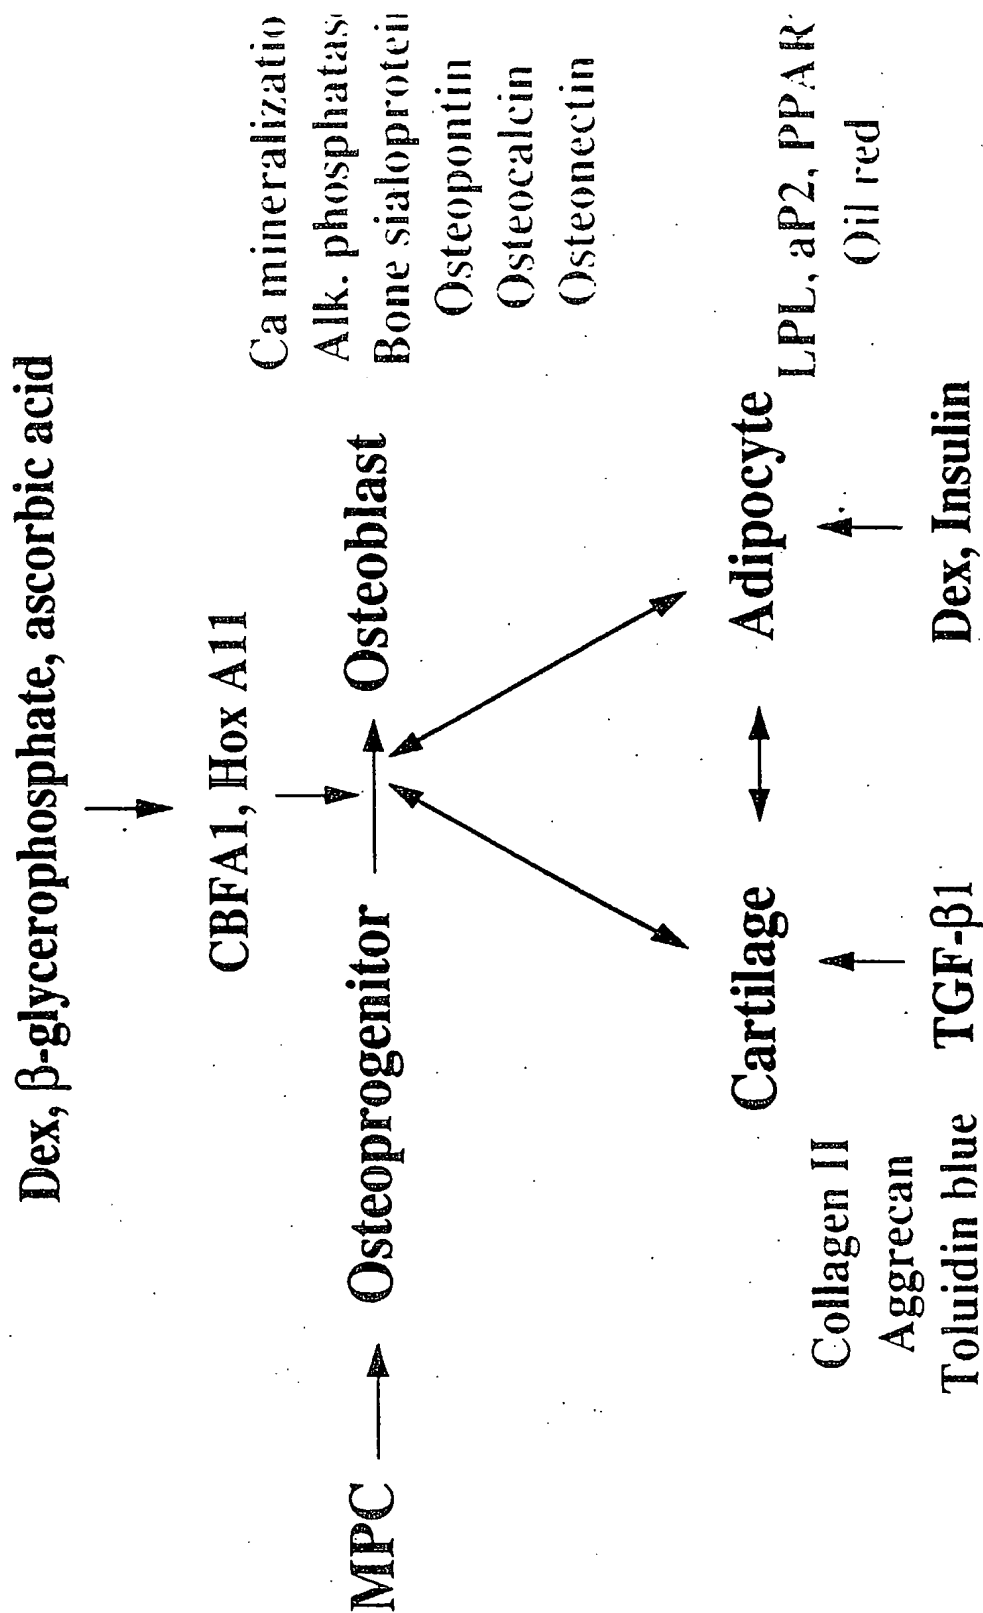 Dex, β-glycerophosphate, ascorbic acid
CBFA1, Hox A11
MPC
Osteoprogenitor
Osteoblast
Ca mineralizatio
Alk. phosphatas
Bone sialoprotei
Osteopontin
Osteocalcin
Osteonectin
Cartilage
Adipocyte
Collagen II
Aggrecan
Toluidin blue
TGF-β1
Dex, Insulin
LPL, aP2, PPAR
Oil red